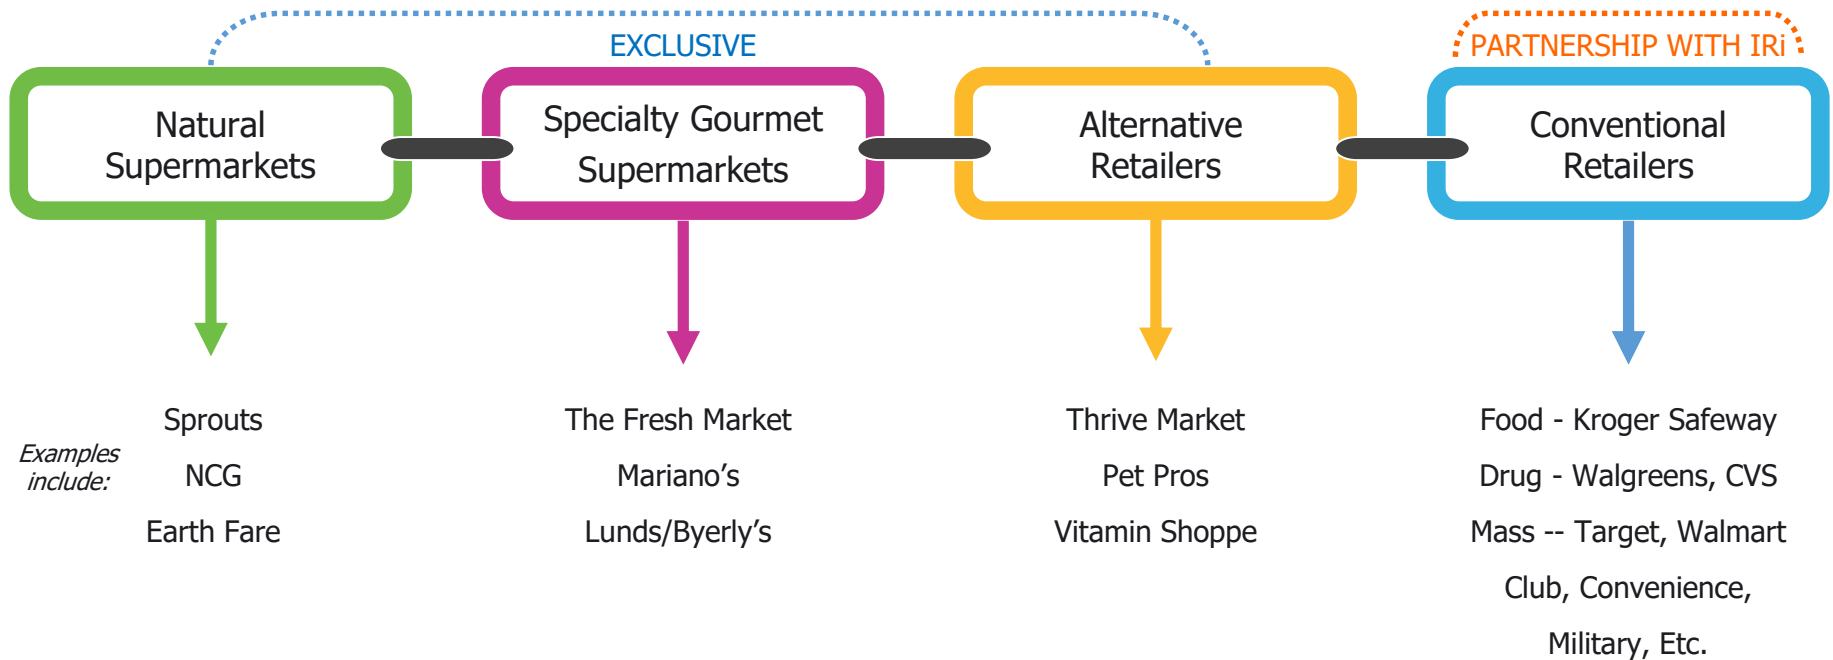 EXCLUSIVE
PARTNERSHIP WITH IRi
Natural
Supermarkets
Specialty Gourmet
Supermarkets
Alternative
Retailers
Conventional
Retailers
Examples
include:
Sprouts
NCG
Earth Fare
The Fresh Market
Mariano’s
Lunds/Byerly’s
Thrive Market
Pet Pros
Vitamin Shoppe
Food - Kroger Safeway
Drug - Walgreens, CVS
Mass -- Target, Walmart
Club, Convenience,
Military, Etc.